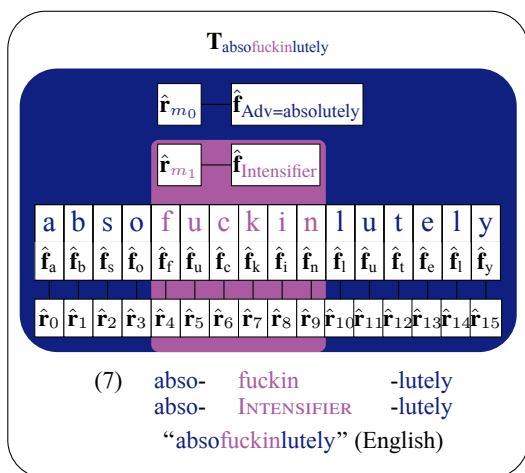 T_absofuckinlutely
r̂_m0 f̂_Adv=absolutely
r̂_m1 f̂_Intensifier
a b s o f u c k i n l u t e l y
f̂_a f̂_b f̂_s f̂_o f̂_f f̂_u f̂_c f̂_k f̂_i f̂_n f̂_l f̂_u f̂_t f̂_e f̂_l f̂_y
r̂_0 r̂_1 r̂_2 r̂_3 r̂_4 r̂_5 r̂_6 r̂_7 r̂_8 r̂_9 r̂_10 r̂_11 r̂_12 r̂_13 r̂_14 r̂_15
(7) abso- fuckin -lutely
abso- INTENSIFIER -lutely
“absofuckinlutely” (English)